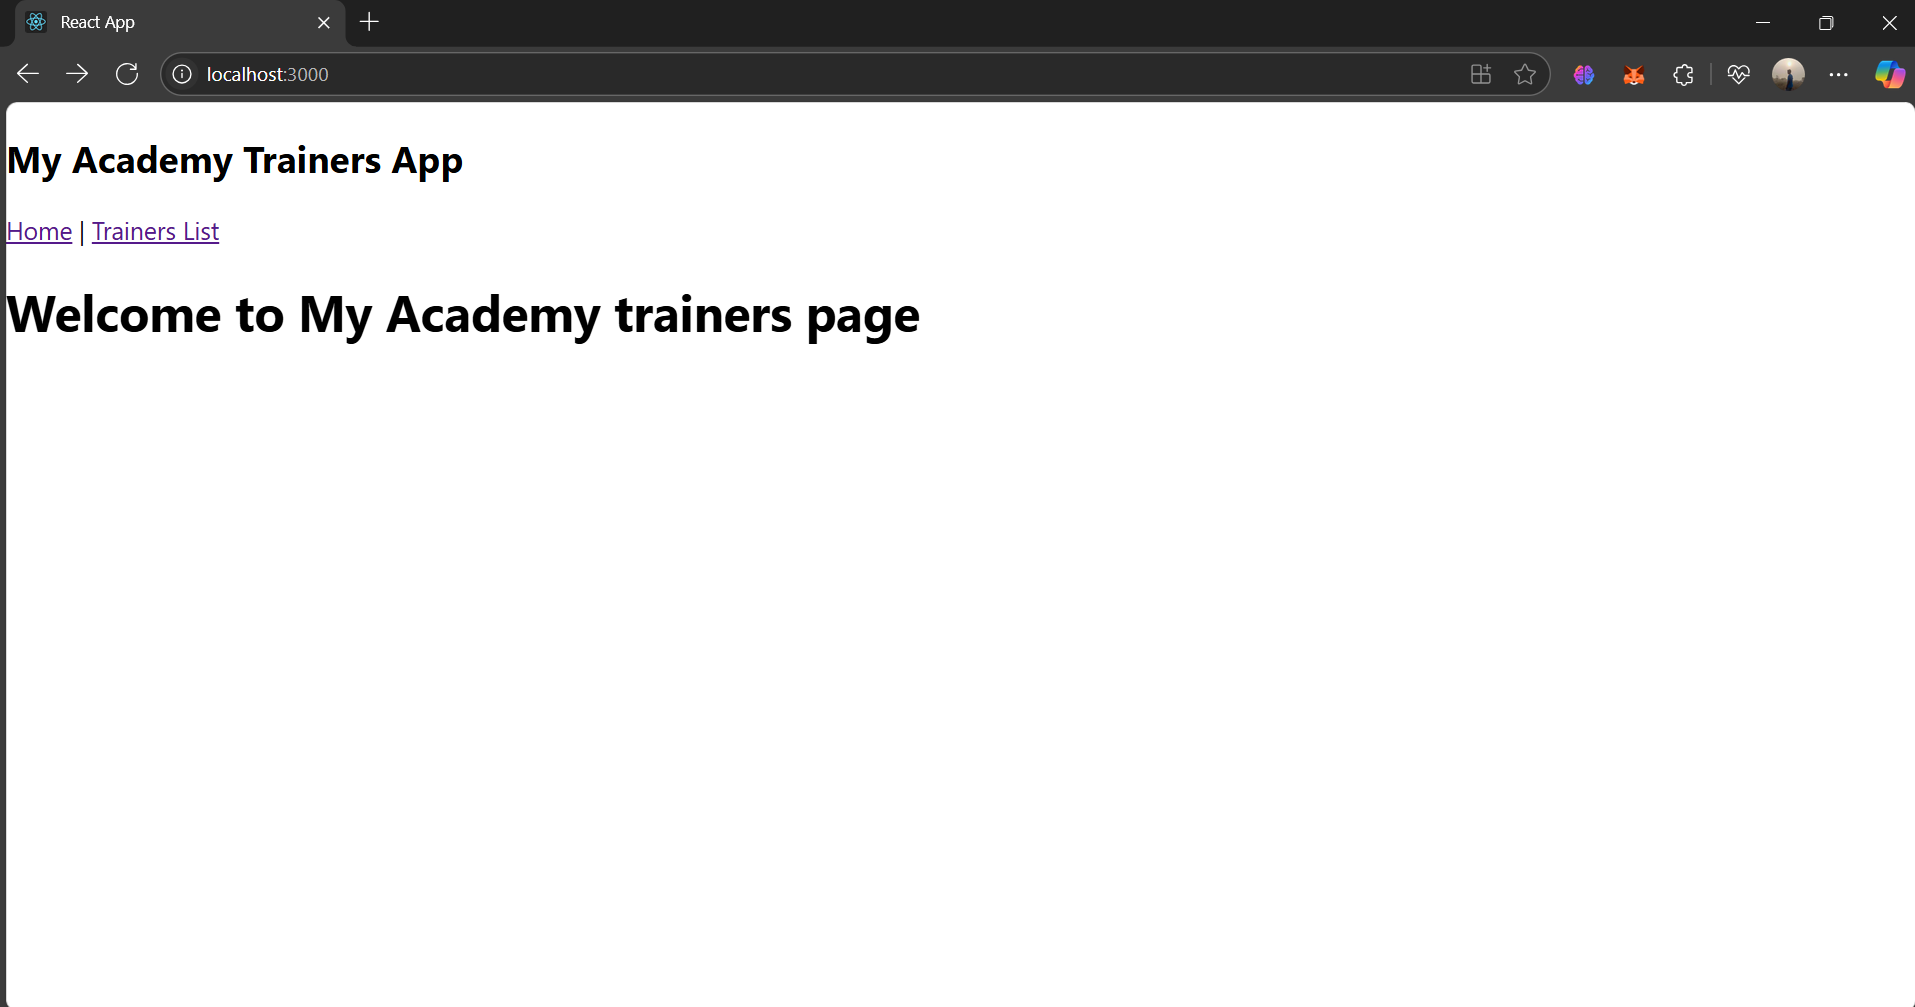 React App
localhost:3000
My Academy Trainers App
Home | Trainers List
Welcome to My Academy trainers page